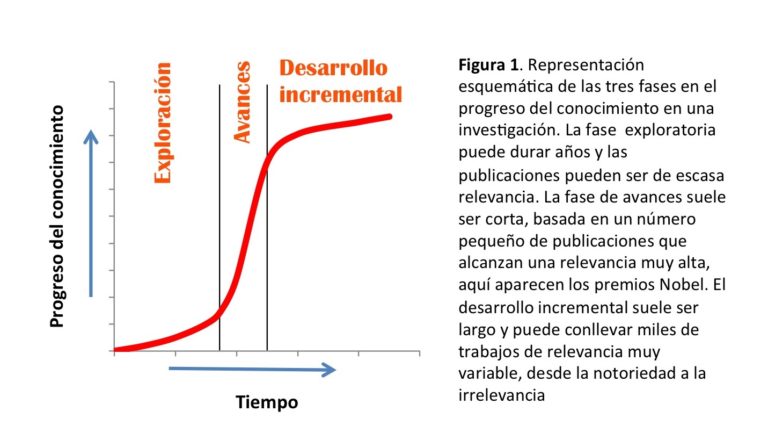 Exploración
Avances
Desarrollo
incremental
Progreso del conocimiento
Tiempo
Figura 1. Representación
esquemática de las tres fases en el
progreso del conocimiento en una
investigación. La fase exploratoria
puede durar años y las
publicaciones pueden ser de escasa
relevancia. La fase de avances suele
ser corta, basada en un número
pequeño de publicaciones que
alcanzan una relevancia muy alta,
aquí aparecen los premios Nobel. El
desarrollo incremental suele ser
largo y puede conllevar miles de
trabajos de relevancia muy
variable, desde la notoriedad a la
irrelevancia